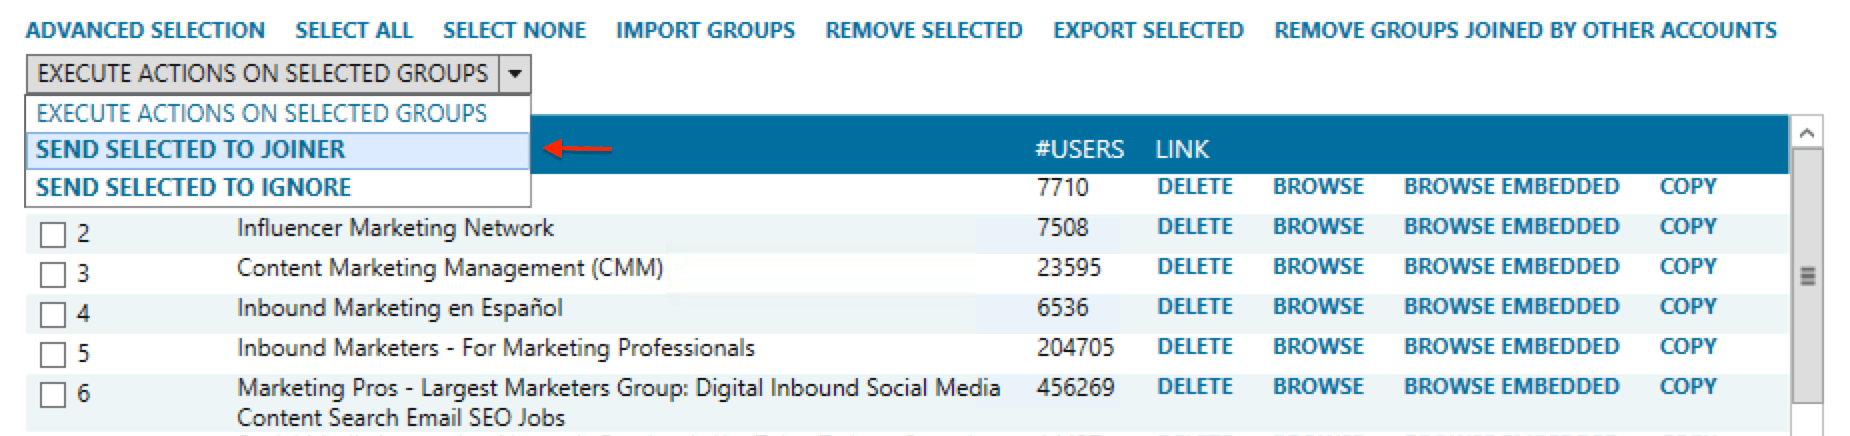 ADVANCED SELECTION SELECT ALL SELECT NONE IMPORT GROUPS REMOVE SELECTED EXPORT SELECTED REMOVE GROUPS JOINED BY OTHER ACCOUNTS
EXECUTE ACTIONS ON SELECTED GROUPS
EXECUTE ACTIONS ON SELECTED GROUPS
SEND SELECTED TO JOINER #USERS LINK
SEND SELECTED TO IGNORE 7710 DELETE BROWSE BROWSE EMBEDDED COPY
2 Influencer Marketing Network 7508 DELETE BROWSE BROWSE EMBEDDED COPY
3 Content Marketing Management (CMM) 23595 DELETE BROWSE BROWSE EMBEDDED COPY
4 Inbound Marketing en Español 6536 DELETE BROWSE BROWSE EMBEDDED COPY
5 Inbound Marketers - For Marketing Professionals 204705 DELETE BROWSE BROWSE EMBEDDED COPY
6 Marketing Pros - Largest Marketers Group: Digital Inbound Social Media 456269 DELETE BROWSE BROWSE EMBEDDED COPY
Content Search Email SEO Jobs